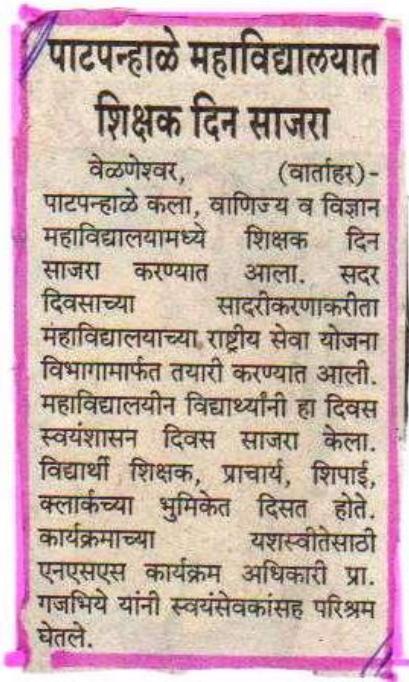 पाटपन्हाळे महाविद्यालयात
शिक्षक दिन साजरा
वेळणेश्वर, (वार्ताहर)-
पाटपन्हाळे कला, वाणिज्य व विज्ञान
महाविद्यालयामध्ये शिक्षक दिन
साजरा करण्यात आला. सदर
दिवसाच्या सादरीकरणाकरीता
महाविद्यालयाच्या राष्ट्रीय सेवा योजना
विभागामार्फत तयारी करण्यात आली.
महाविद्यालयीन विद्यार्थ्यांनी हा दिवस
स्वयंशासन दिवस साजरा केला.
विद्यार्थी शिक्षक, प्राचार्य, शिपाई,
क्लार्कच्या भुमिकेत दिसत होते.
कार्यक्रमाच्या यशस्वीतेसाठी
एनएसएस कार्यक्रम अधिकारी प्रा.
गजभिये यांनी स्वयंसेवकांसह परिश्रम
घेतले.